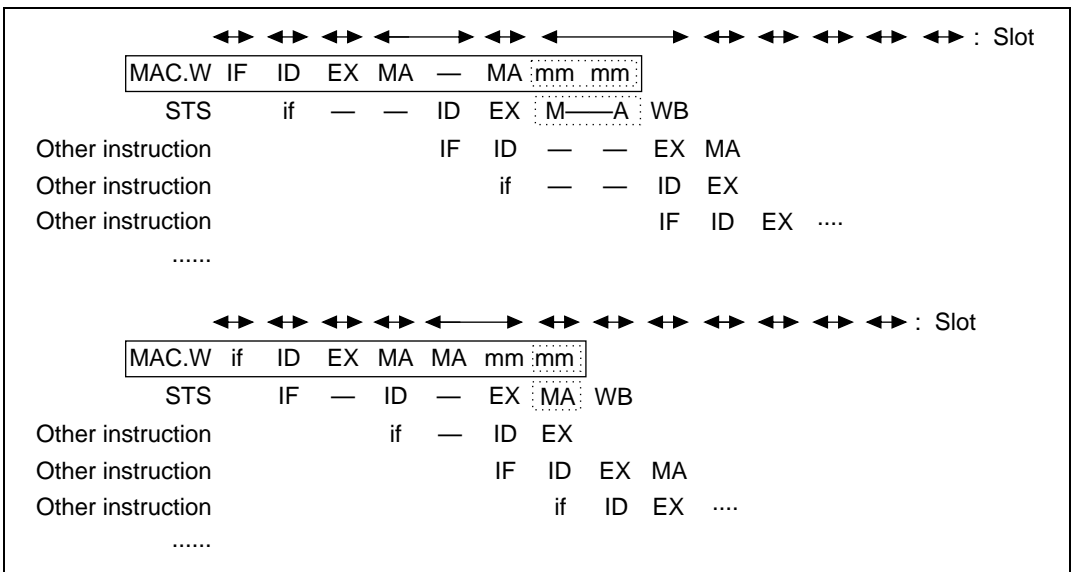 : Slot
MAC.W IF ID EX MA — MA mm mm
STS if — — ID EX M——A WB
Other instruction IF ID — — EX MA
Other instruction if — — ID EX
Other instruction IF ID EX ....
......
: Slot
MAC.W if ID EX MA MA mm mm
STS IF — ID — EX MA WB
Other instruction if — ID EX
Other instruction IF ID EX MA
Other instruction if ID EX ....
......